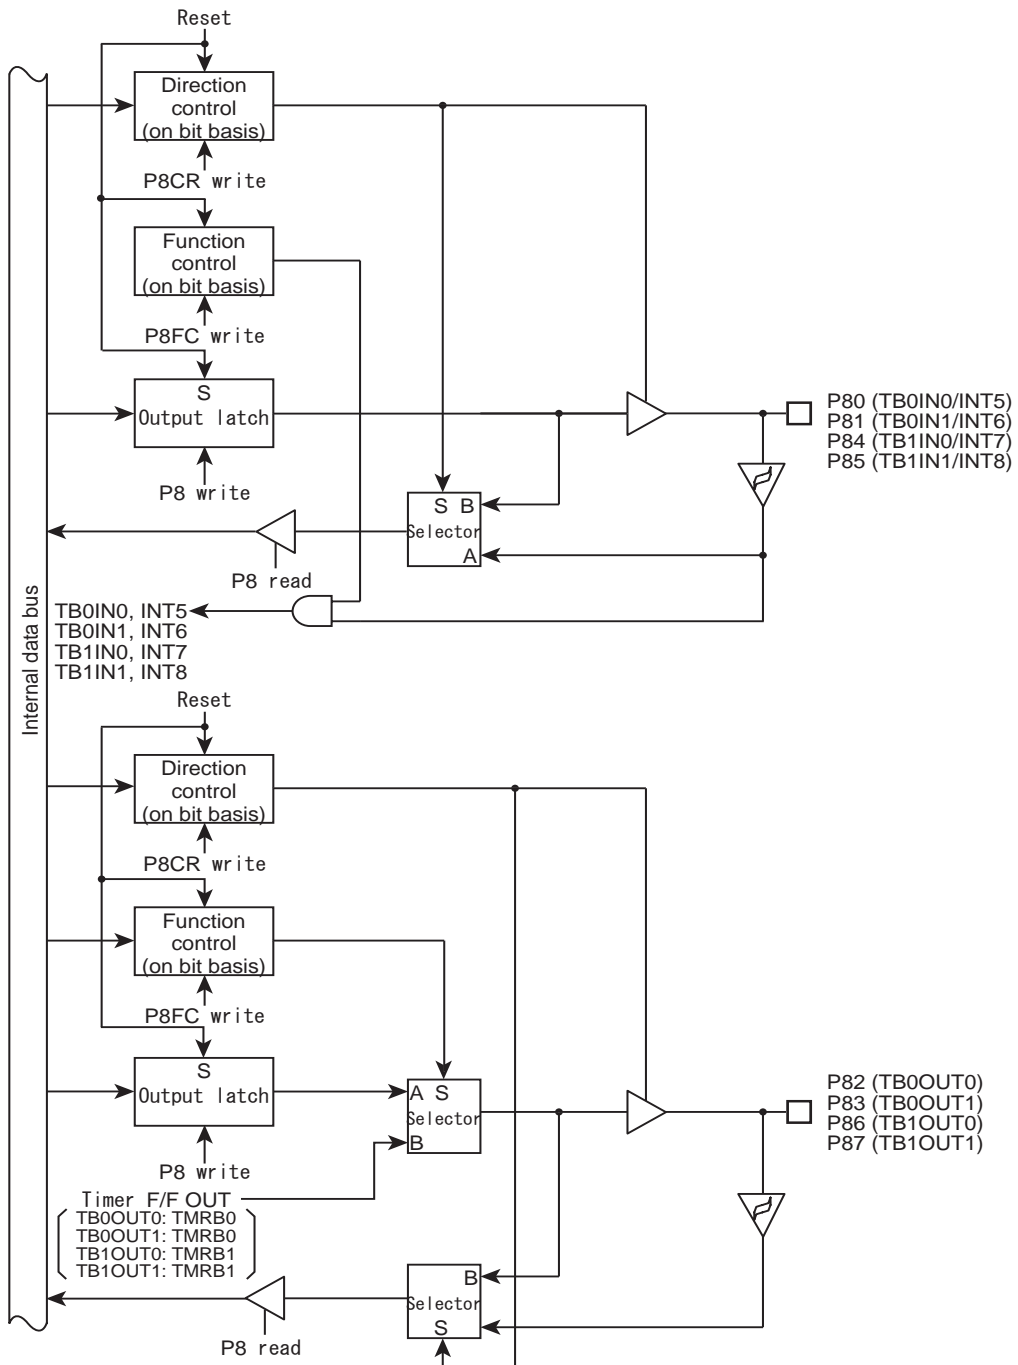 Reset
Direction
control
(on bit basis)
P8CR write
Function
control
(on bit basis)
P8FC write
S
Output latch
P8 write
P80 (TB0IN0/INT5)
P81 (TB0IN1/INT6)
P84 (TB1IN0/INT7)
P85 (TB1IN1/INT8)
S B
Selector
A
P8 read
Internal data bus
TB0IN0, INT5
TB0IN1, INT6
TB1IN0, INT7
TB1IN1, INT8
Reset
Direction
control
(on bit basis)
P8CR write
Function
control
(on bit basis)
P8FC write
S
Output latch
P8 write
A S
Selector
B
P82 (TB0OUT0)
P83 (TB0OUT1)
P86 (TB1OUT0)
P87 (TB1OUT1)
Timer F/F OUT
TB0OUT0: TMRB0
TB0OUT1: TMRB0
TB1OUT0: TMRB1
TB1OUT1: TMRB1
B
Selector
S
P8 read